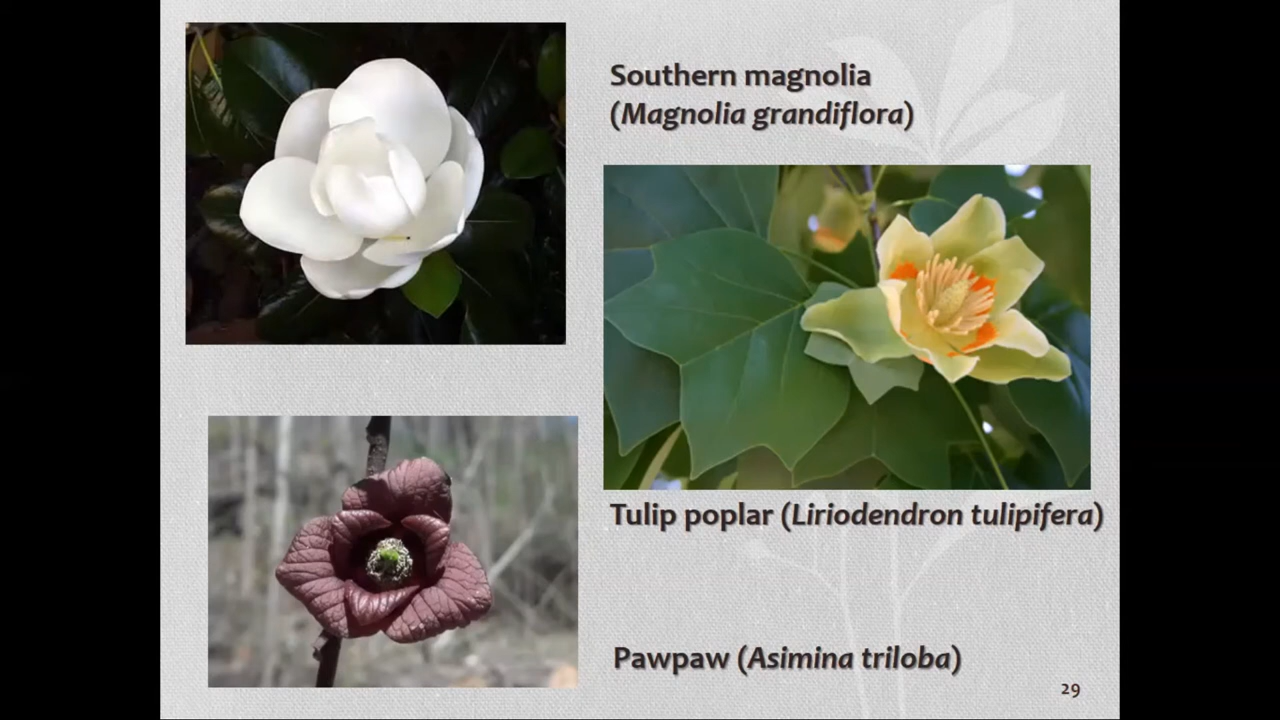 Southern magnolia
(Magnolia grandiflora)
Tulip poplar (Liriodendron tulipifera)
Pawpaw (Asimina triloba)
29